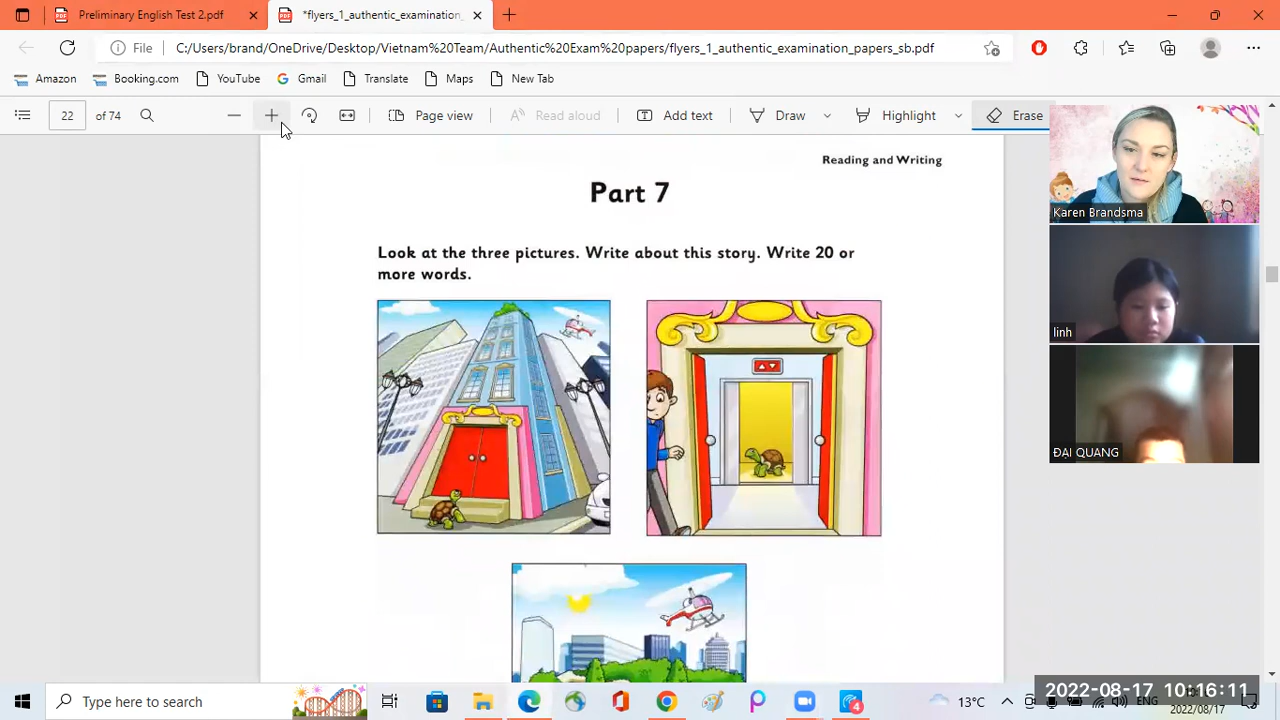 Preliminary English Test 2.pdf
*flyers_1_authentic_examination_
File
C:/Users/brand/OneDrive/Desktop/Vietnam%20Team/Authentic%20Exam%20papers/flyers_1_authentic_examination_papers_sb.pdf
Amazon
Booking.com
YouTube
Gmail
Translate
Maps
New Tab
22
of 74
Page view
Read aloud
Add text
Draw
Highlight
Erase
Reading and Writing
Part 7
Look at the three pictures. Write about this story. Write 20 or
more words.
Karen Brandsma
linh
ĐẠI QUANG
Type here to search
4
13°C
ENG
2022-08-17 10:16:11
2022/08/17